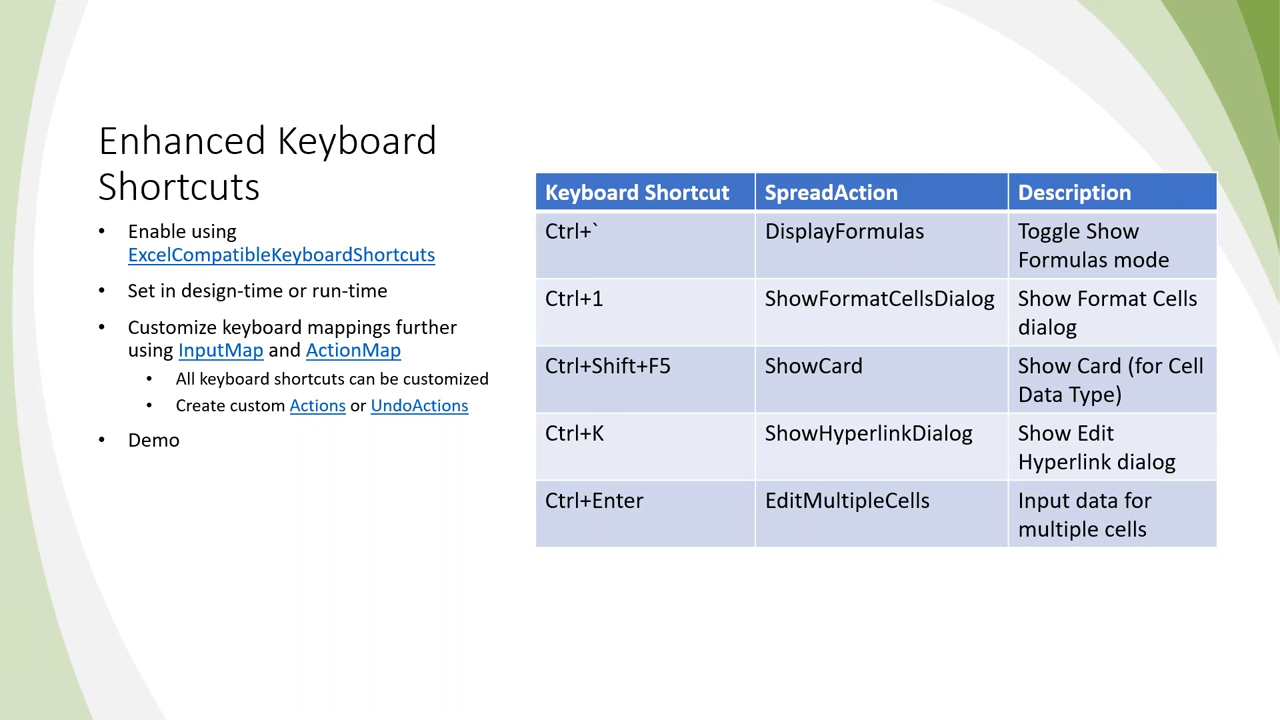 Enhanced Keyboard
Shortcuts
• Enable using
ExcelCompatibleKeyboardShortcuts
• Set in design-time or run-time
• Customize keyboard mappings further
using InputMap and ActionMap
• All keyboard shortcuts can be customized
• Create custom Actions or UndoActions
• Demo
Keyboard Shortcut SpreadAction Description
Ctrl+` DisplayFormulas Toggle Show
Formulas mode
Ctrl+1 ShowFormatCellsDialog Show Format Cells
dialog
Ctrl+Shift+F5 ShowCard Show Card (for Cell
Data Type)
Ctrl+K ShowHyperlinkDialog Show Edit
Hyperlink dialog
Ctrl+Enter EditMultipleCells Input data for
multiple cells